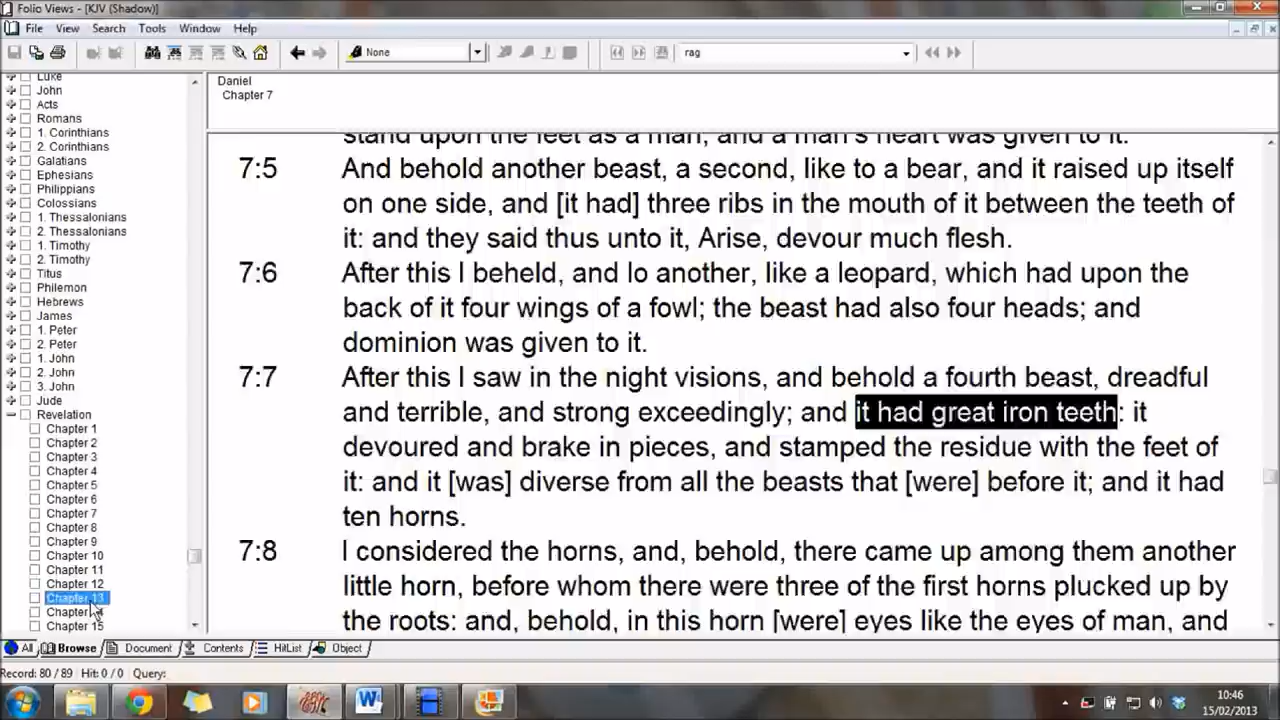 Folio Views - [KJV (Shadow)]
File View Search Tools Window Help
None
rag
Luke
John
Acts
Romans
1. Corinthians
2. Corinthians
Galatians
Ephesians
Philippians
Colossians
1. Thessalonians
2. Thessalonians
1. Timothy
2. Timothy
Titus
Philemon
Hebrews
James
1. Peter
2. Peter
1. John
2. John
3. John
Jude
Revelation
Chapter 1
Chapter 2
Chapter 3
Chapter 4
Chapter 5
Chapter 6
Chapter 7
Chapter 8
Chapter 9
Chapter 10
Chapter 11
Chapter 12
Chapter 13
Chapter
Chapter 15
Daniel
Chapter 7
stand upon the feet as a man, and a man's heart was given to it.
7:5 And behold another beast, a second, like to a bear, and it raised up itself
on one side, and [it had] three ribs in the mouth of it between the teeth of
it: and they said thus unto it, Arise, devour much flesh.
7:6 After this I beheld, and lo another, like a leopard, which had upon the
back of it four wings of a fowl; the beast had also four heads; and
dominion was given to it.
7:7 After this I saw in the night visions, and behold a fourth beast, dreadful
and terrible, and strong exceedingly; and it had great iron teeth: it
devoured and brake in pieces, and stamped the residue with the feet of
it: and it [was] diverse from all the beasts that [were] before it; and it had
ten horns.
7:8 I considered the horns, and, behold, there came up among them another
little horn, before whom there were three of the first horns plucked up by
the roots: and, behold, in this horn [were] eyes like the eyes of man, and
All Browse Document Contents HitList Object
Record: 80 / 89 Hit: 0 / 0 Query:
10:46
15/02/2013